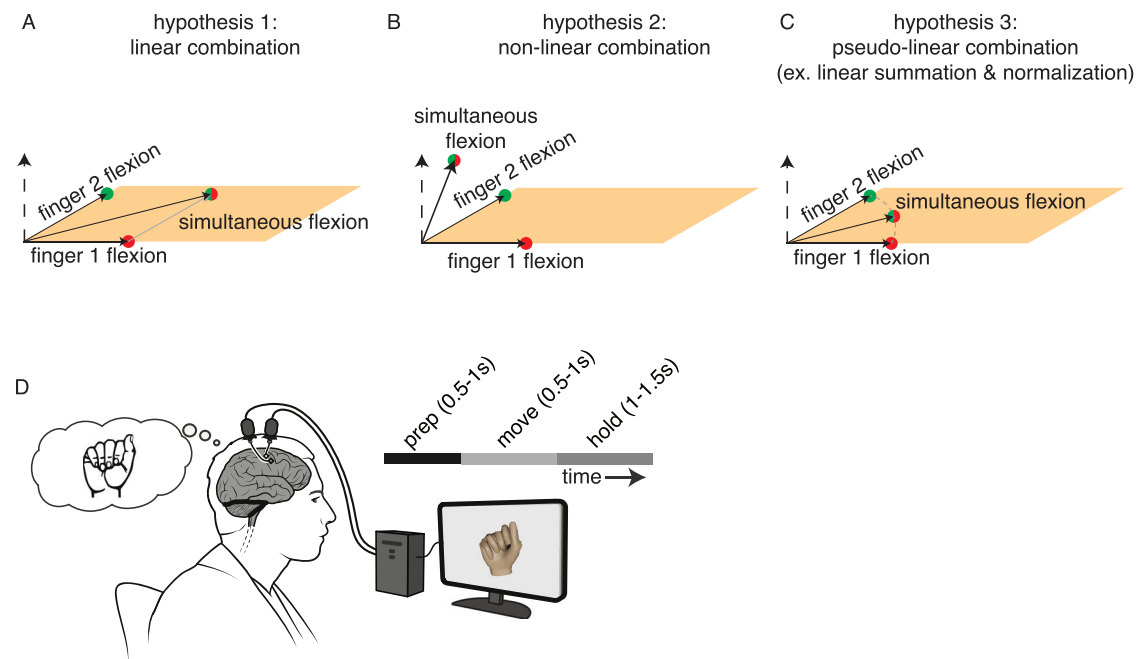 A
hypothesis 1:
linear combination
finger 2 flexion
simultaneous flexion
finger 1 flexion
B
hypothesis 2:
non-linear combination
simultaneous
flexion
finger 2 flexion
finger 1 flexion
C
hypothesis 3:
pseudo-linear combination
(ex. linear summation & normalization)
finger 2 flexion
simultaneous flexion
finger 1 flexion
D
prep (0.5-1s)
move (0.5-1s)
hold (1-1.5s)
time